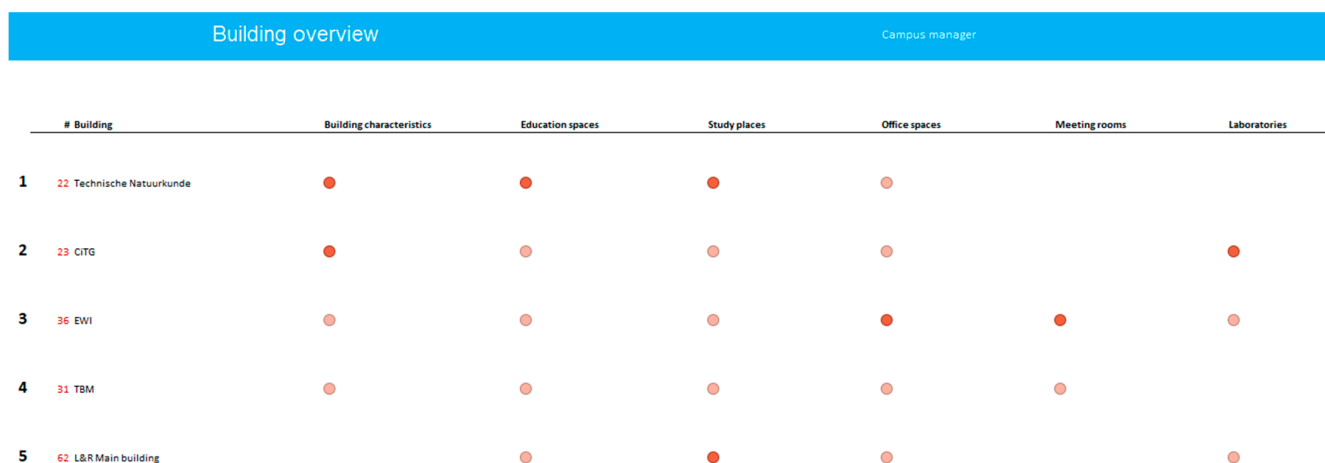 Building overview Campus manager
# Building Building characteristics Education spaces Study places Office spaces Meeting rooms Laboratories
1 22 Technische Natuurkunde
2 23 CiTG
3 36 EWI
4 31 TBM
5 62 L&R Main building